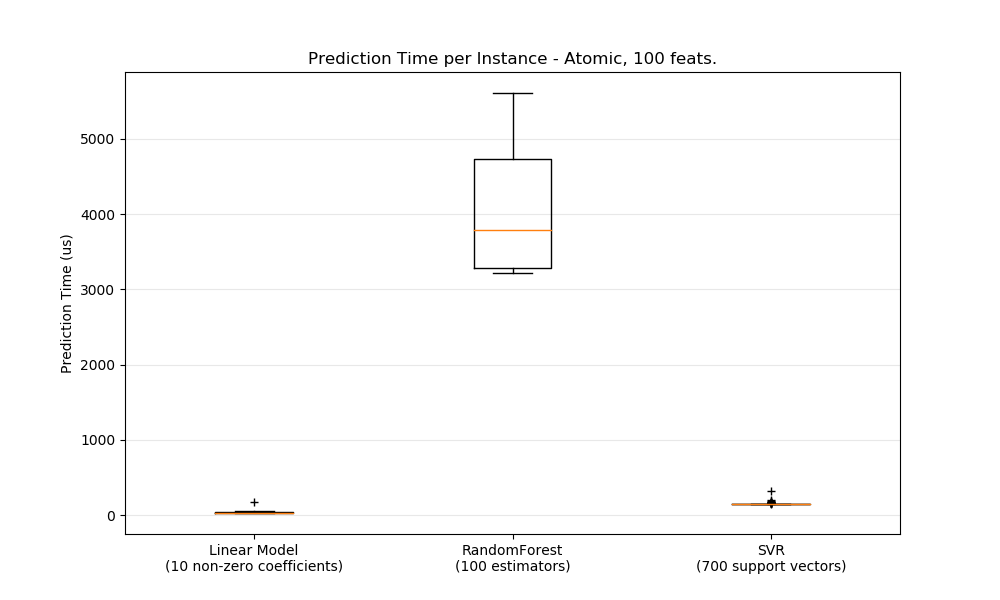 Prediction Time per Instance - Atomic, 100 feats.
Prediction Time (us)
5000
4000
3000
2000
1000
0
Linear Model
(10 non-zero coefficients)
RandomForest
(100 estimators)
SVR
(700 support vectors)